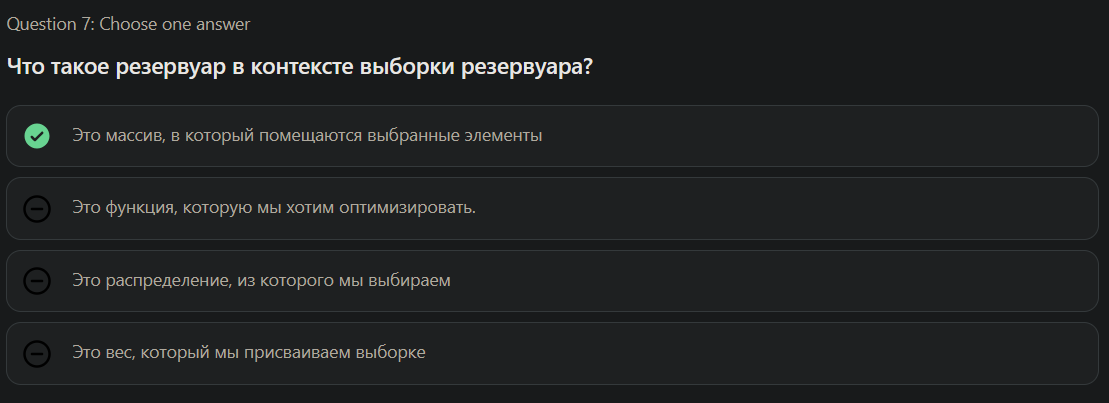 Question 7: Choose one answer
Что такое резервуар в контексте выборки резервуара?
Это массив, в который помещаются выбранные элементы
Это функция, которую мы хотим оптимизировать.
Это распределение, из которого мы выбираем
Это вес, который мы присваиваем выборке